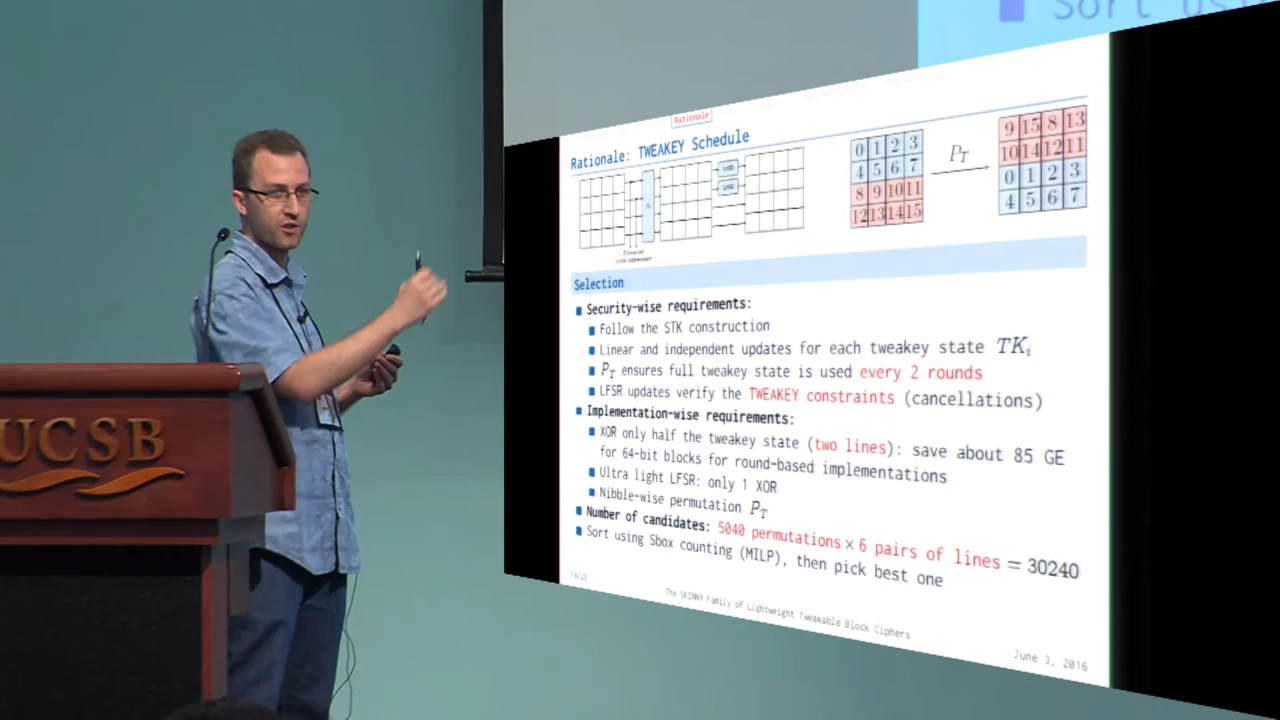 Sort
Rationale
Rationale: TWEAKEY Schedule
0 1 2 3
4 5 6 7
8 9 10 11
12 13 14 15
P_T
9 15 8 13
10 14 12 11
0 1 2 3
4 5 6 7
Selection
Security-wise requirements:
Follow the STK construction
Linear and independent updates for each tweakey state TK_i
P_T ensures full tweakey state is used every 2 rounds
LFSR updates verify the TWEAKEY constraints (cancellations)
Implementation-wise requirements:
XOR only half the tweakey state (two lines): save about 85 GE
for 64-bit blocks for round-based implementations
Ultra light LFSR: only 1 XOR
Nibble-wise permutation P_T
Number of candidates: 5040 permutations × 6 pairs of lines = 30240
Sort using Sbox counting (MILP), then pick best one
The SKINNY Family of Lightweight Tweakable Block Ciphers
June 3, 2016
UCSB